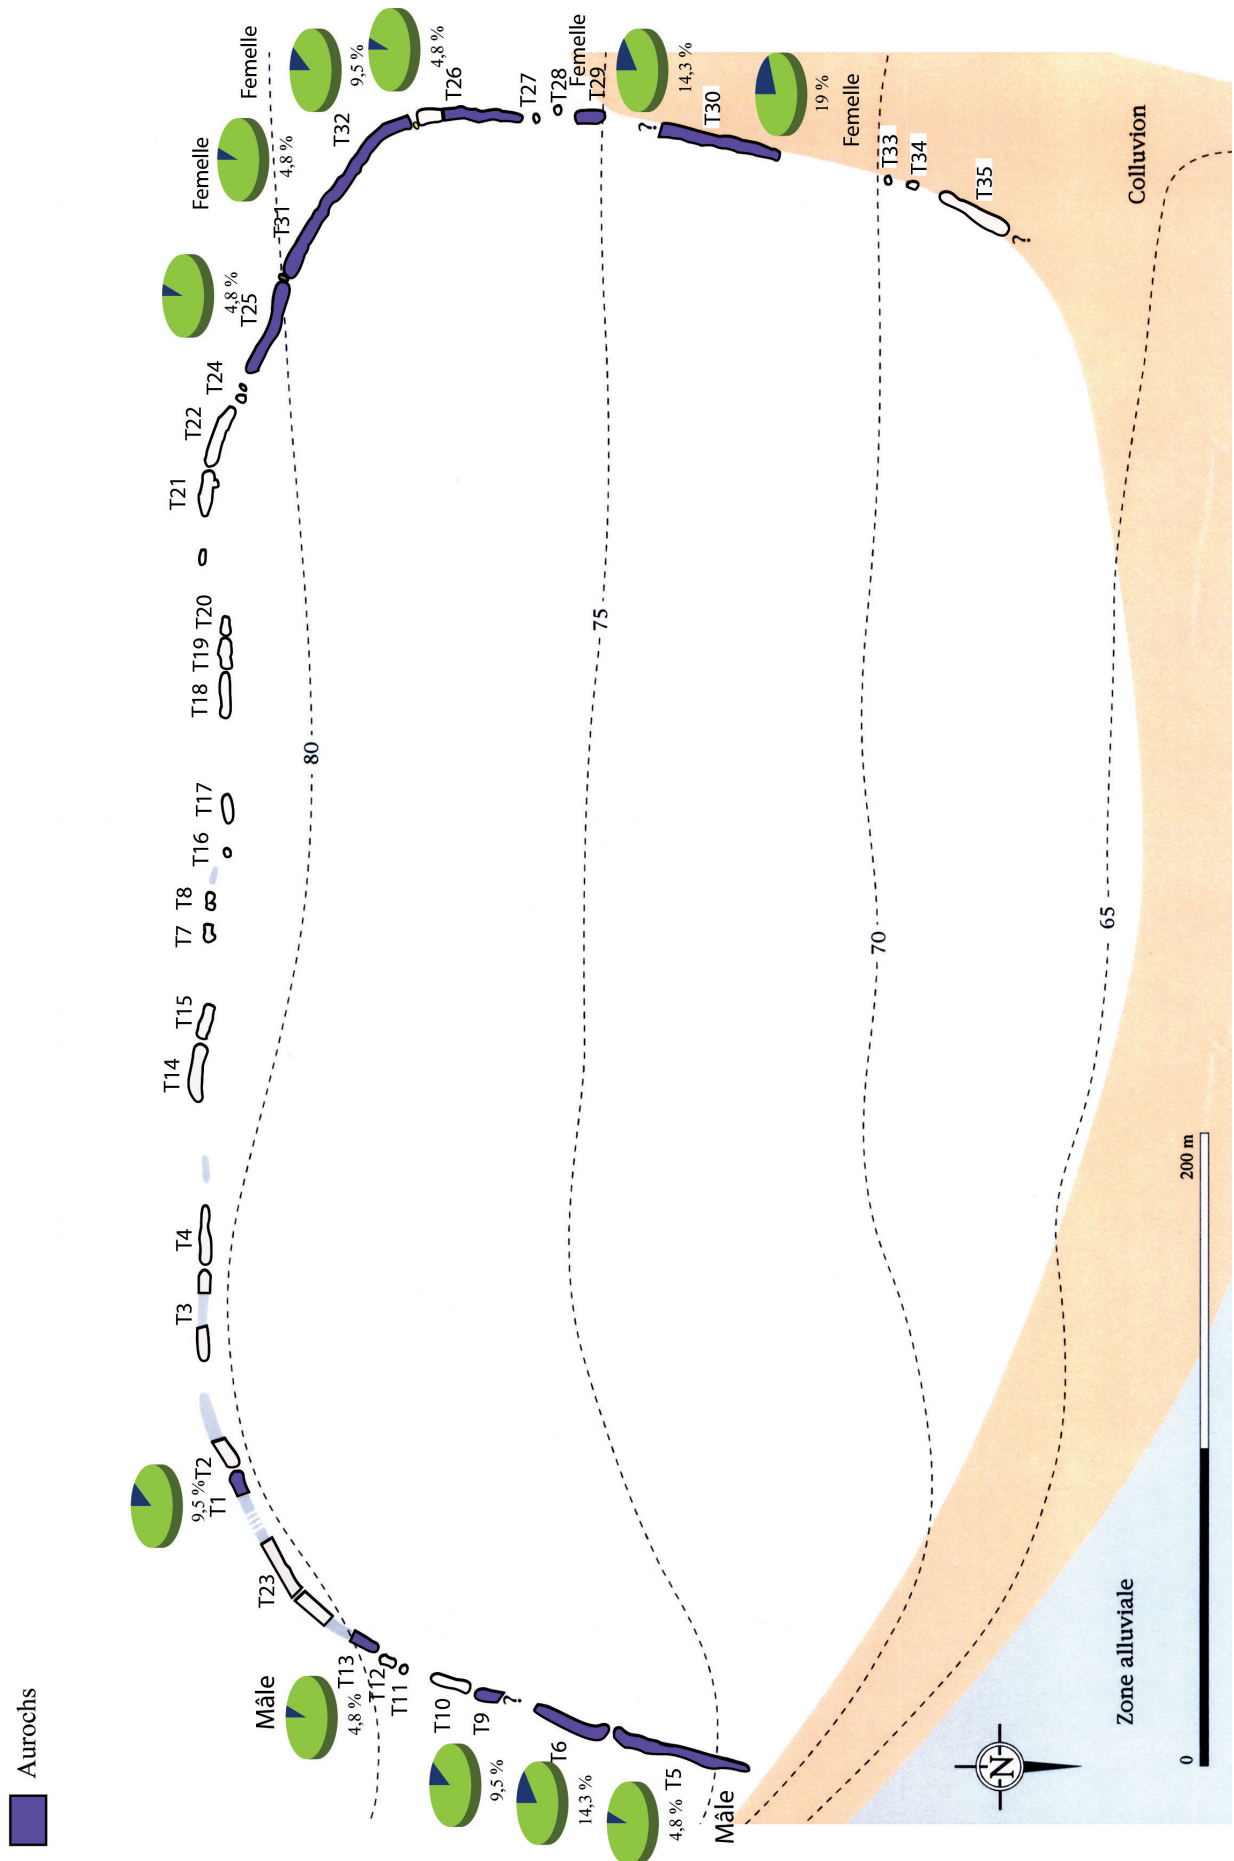 Aurochs
Mâle
4,8 %
T5
14,3 %
T6
9,5 %
T9
T10
T11
T12
T13
4,8 %
Mâle
T23
T1
9,5 %
T2
T3
T4
T14
T15
T7
T8
T16
T17
T18
T19
T20
T21
T22
T24
T25
4,8 %
T31
4,8 %
Femelle
T32
Femelle
9,5 %
4,8 %
T26
T27
T28
T29
Femelle
14,3 %
?
T30
19 %
Femelle
T33
T34
T35
?
?
80
75
70
65
Colluvion
Zone alluviale
N
0
200 m